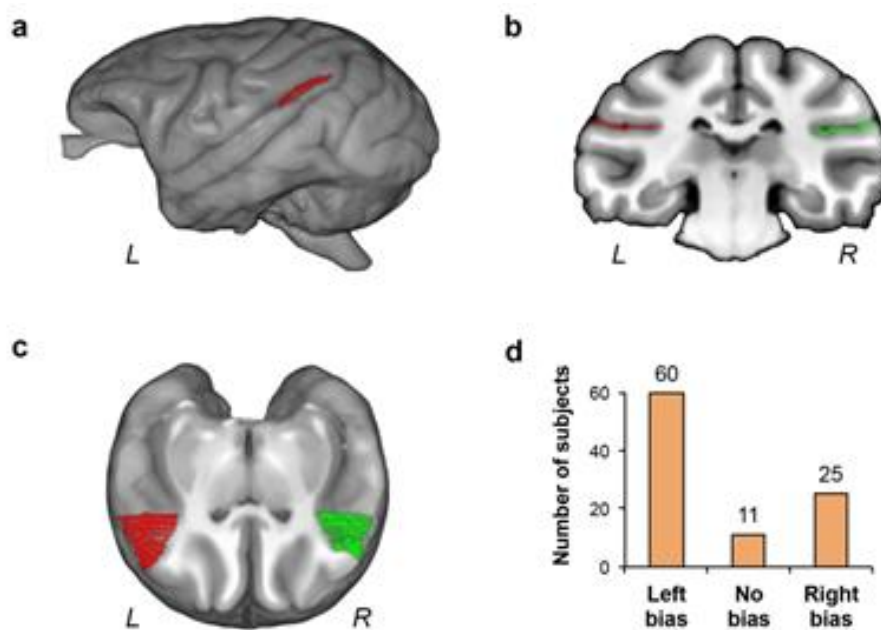 a
b
L
L
R
c
d
L
R
Number of subjects
60
40
20
0
60
11
25
Left bias
No bias
Right bias